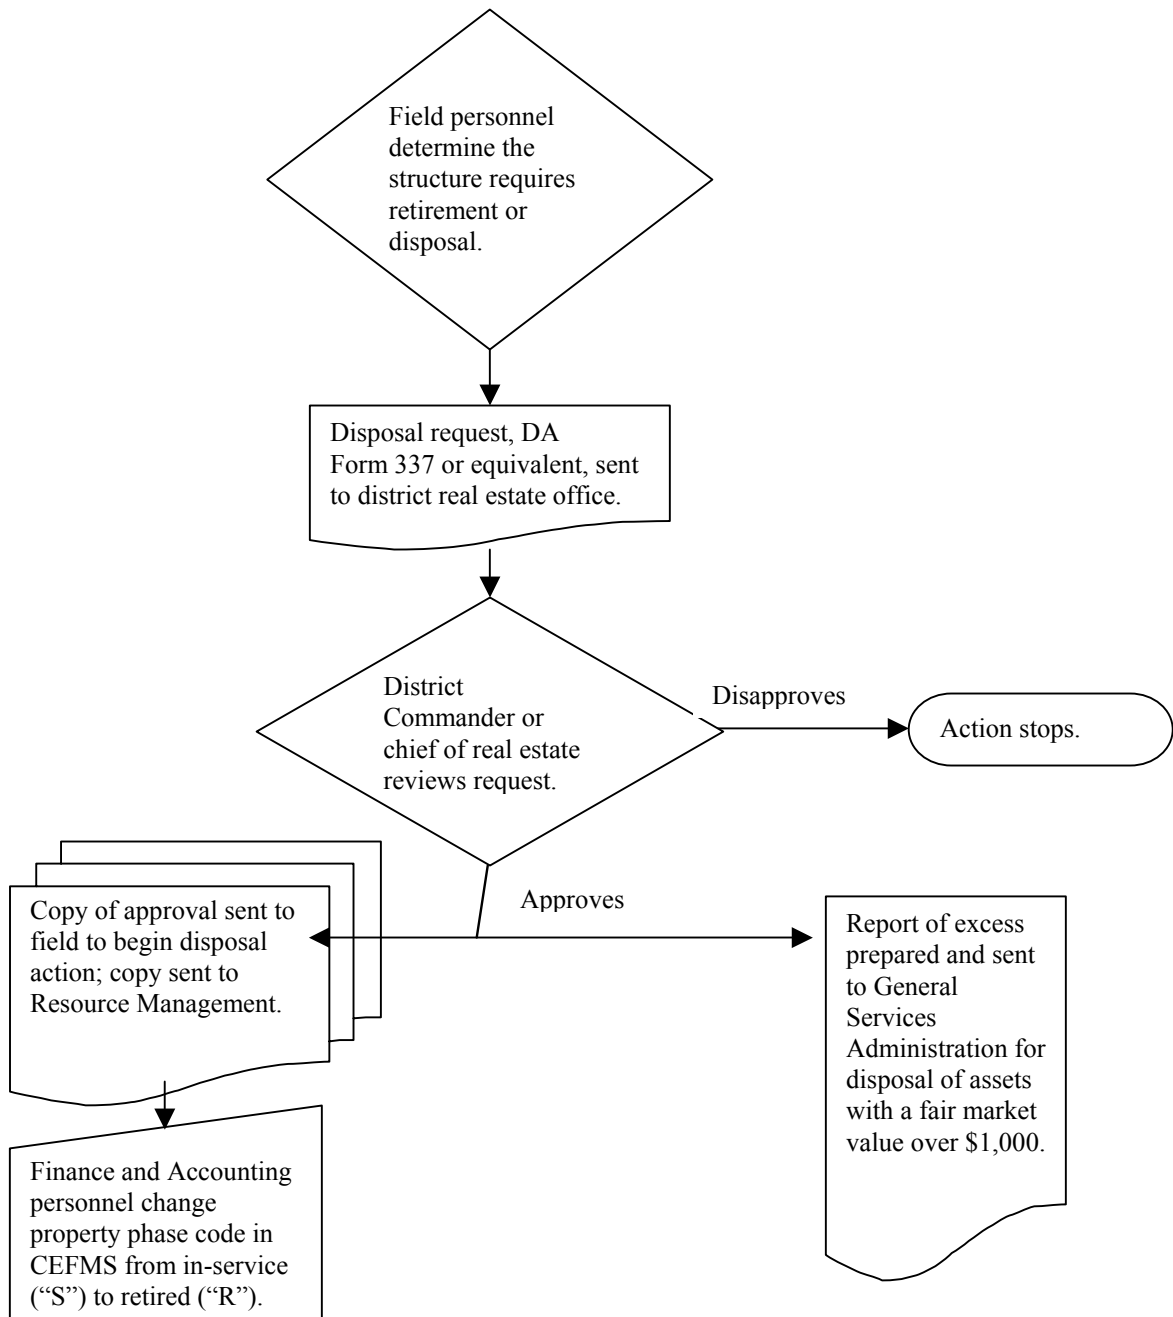 Field personnel
determine the
structure requires
retirement or
disposal.
Disposal request, DA
Form 337 or equivalent, sent
to district real estate office.
District
Commander or
chief of real estate
reviews request.
Disapproves
Action stops.
Approves
Copy of approval sent to
field to begin disposal
action; copy sent to
Resource Management.
Report of excess
prepared and sent
to General
Services
Administration for
disposal of assets
with a fair market
value over $1,000.
Finance and Accounting
personnel change
property phase code in
CEFMS from in-service
(“S”) to retired (“R”).